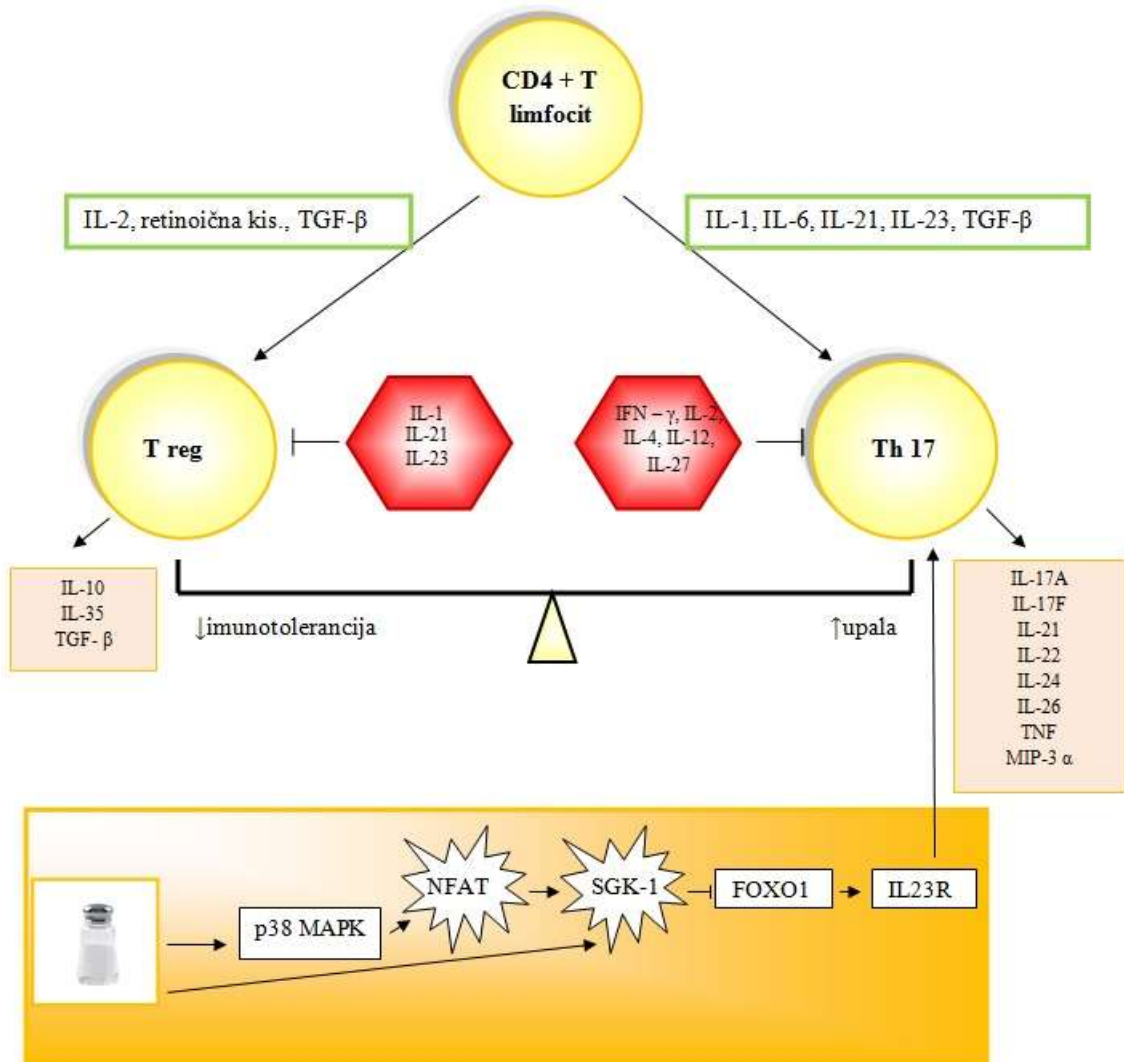 CD4 + T
limfocit
IL-2, retinoična kis., TGF-β
IL-1, IL-6, IL-21, IL-23, TGF-β
T reg
IL-1
IL-21
IL-23
IFN – γ, IL-2,
IL-4, IL-12,
IL-27
Th 17
IL-10
IL-35
TGF- β
↓imunotolerancija
↑upala
IL-17A
IL-17F
IL-21
IL-22
IL-24
IL-26
TNF
MIP-3 α
p38 MAPK
NFAT
SGK-1
FOXO1
IL23R